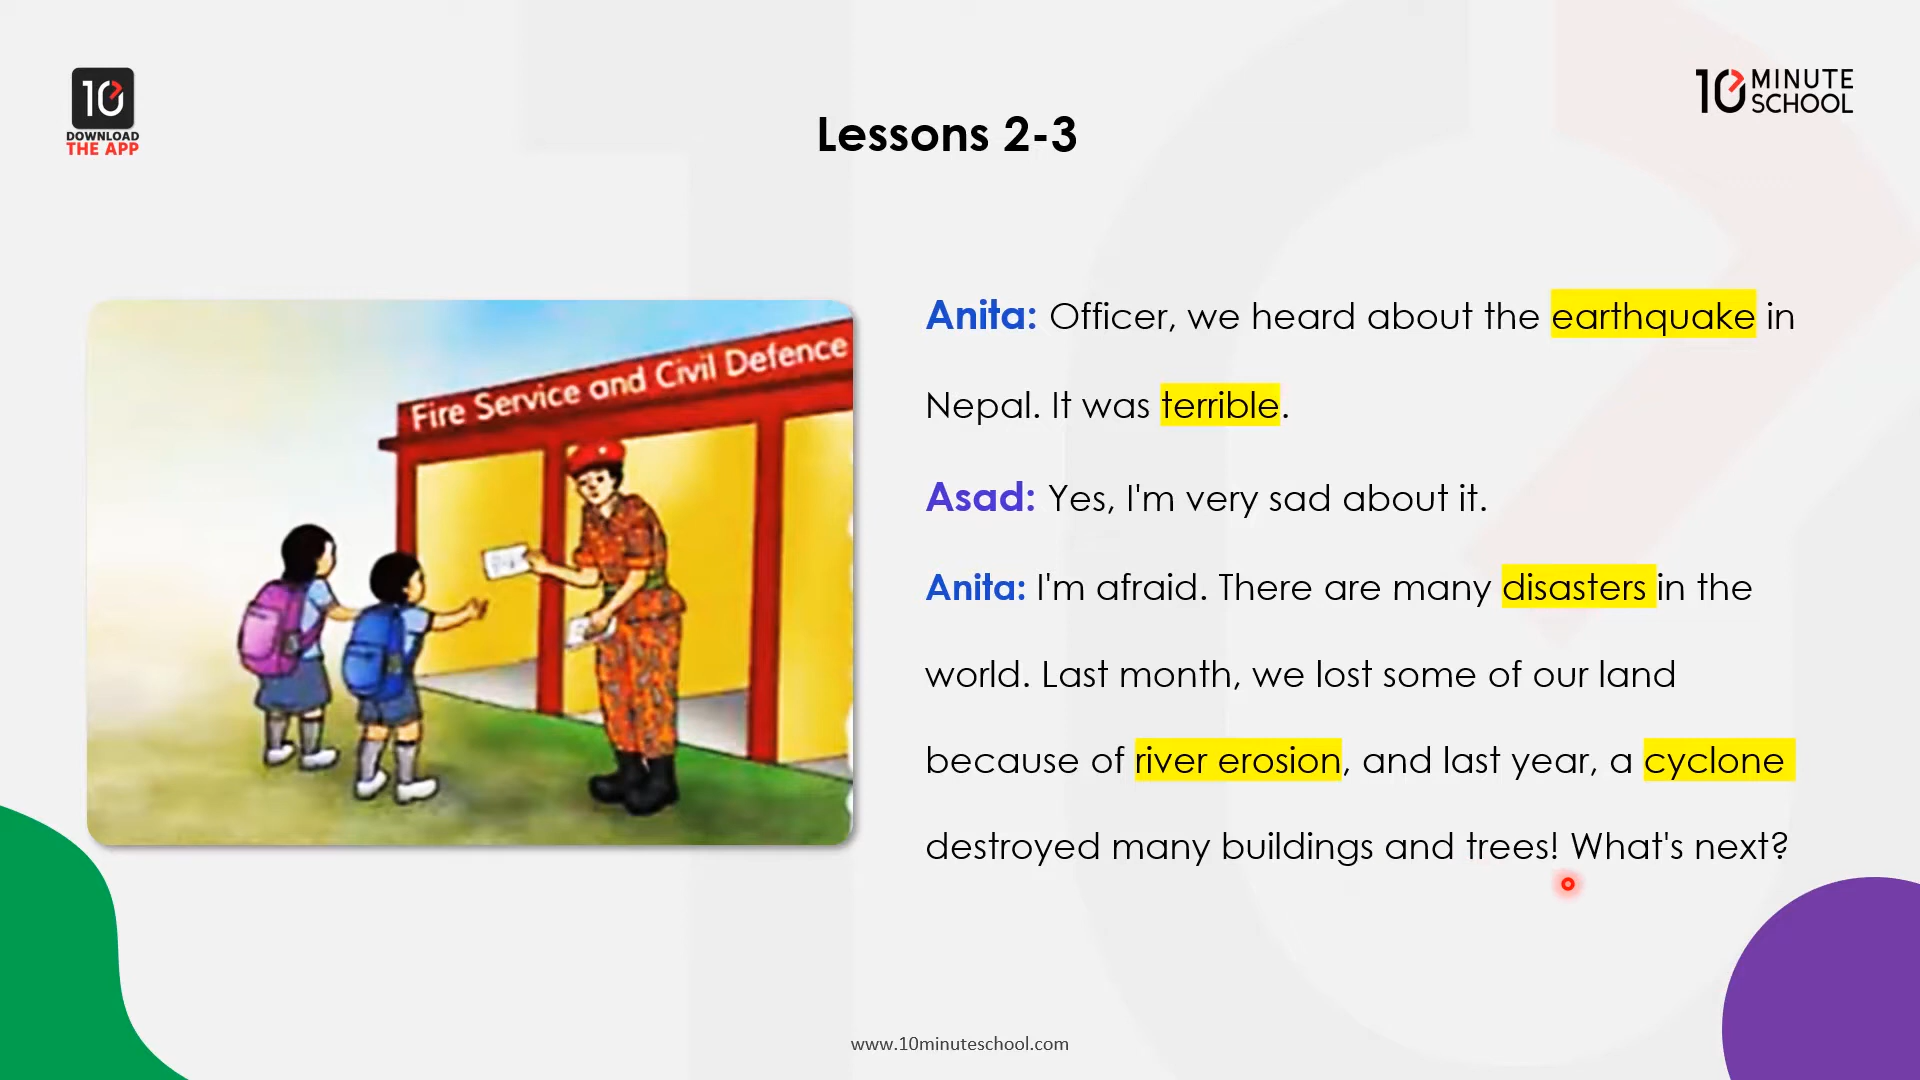 10
DOWNLOAD
THE APP
10 MINUTE
SCHOOL
Lessons 2-3
Fire Service and Civil Defence
Anita: Officer, we heard about the earthquake in
Nepal. It was terrible.
Asad: Yes, I'm very sad about it.
Anita: I'm afraid. There are many disasters in the
world. Last month, we lost some of our land
because of river erosion, and last year, a cyclone
destroyed many buildings and trees! What's next?
www.10minuteschool.com